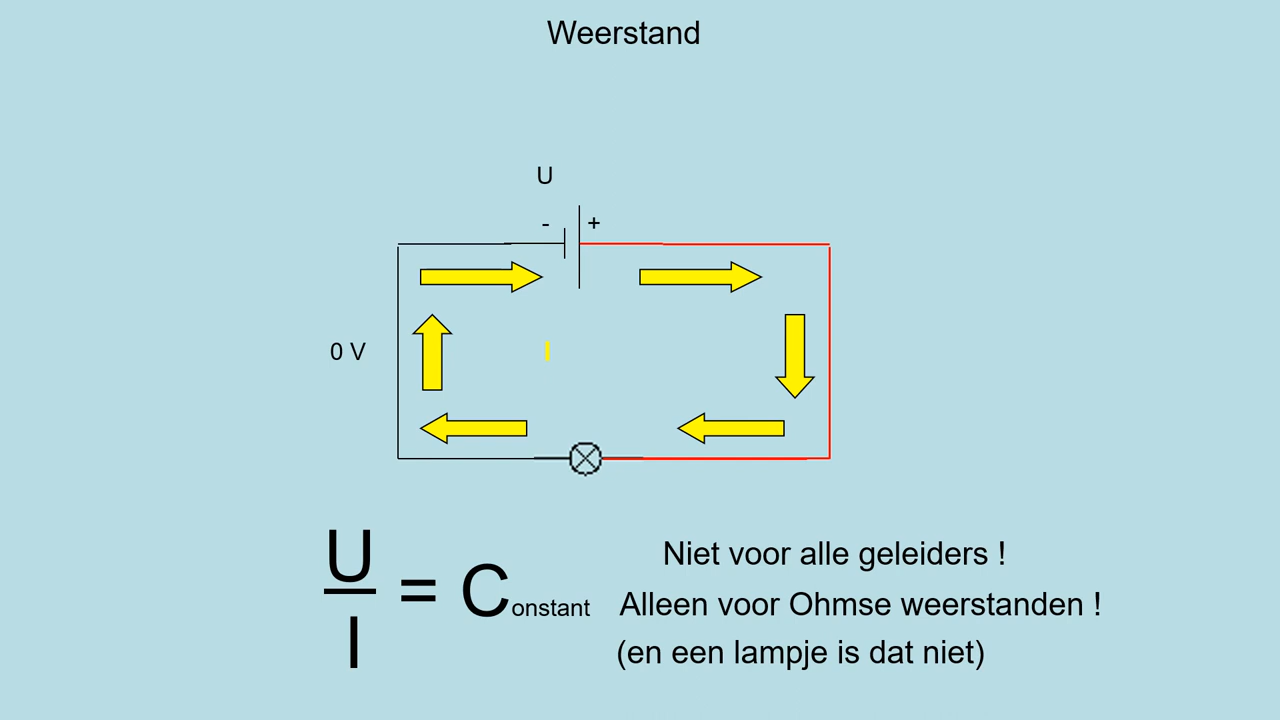 Weerstand
U
- +
0 V
I
U
I
= Constant
Niet voor alle geleiders !
Alleen voor Ohmse weerstanden !
(en een lampje is dat niet)